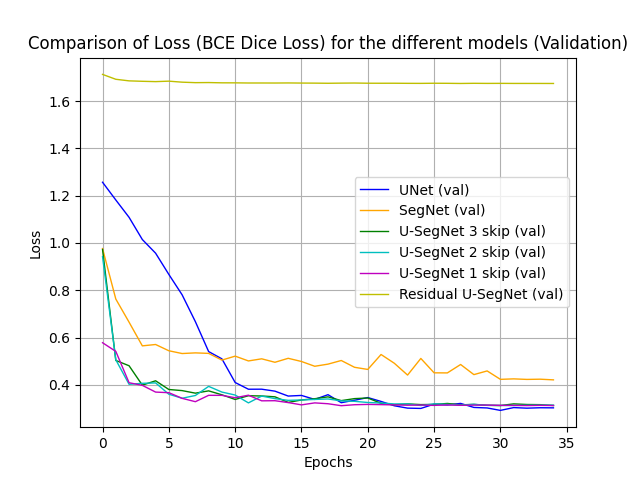 Comparison of Loss (BCE Dice Loss) for the different models (Validation)
1.6
1.4
1.2
1.0
0.8
0.6
0.4
Loss
UNet (val)
SegNet (val)
U-SegNet 3 skip (val)
U-SegNet 2 skip (val)
U-SegNet 1 skip (val)
Residual U-SegNet (val)
0 5 10 15 20 25 30 35
Epochs